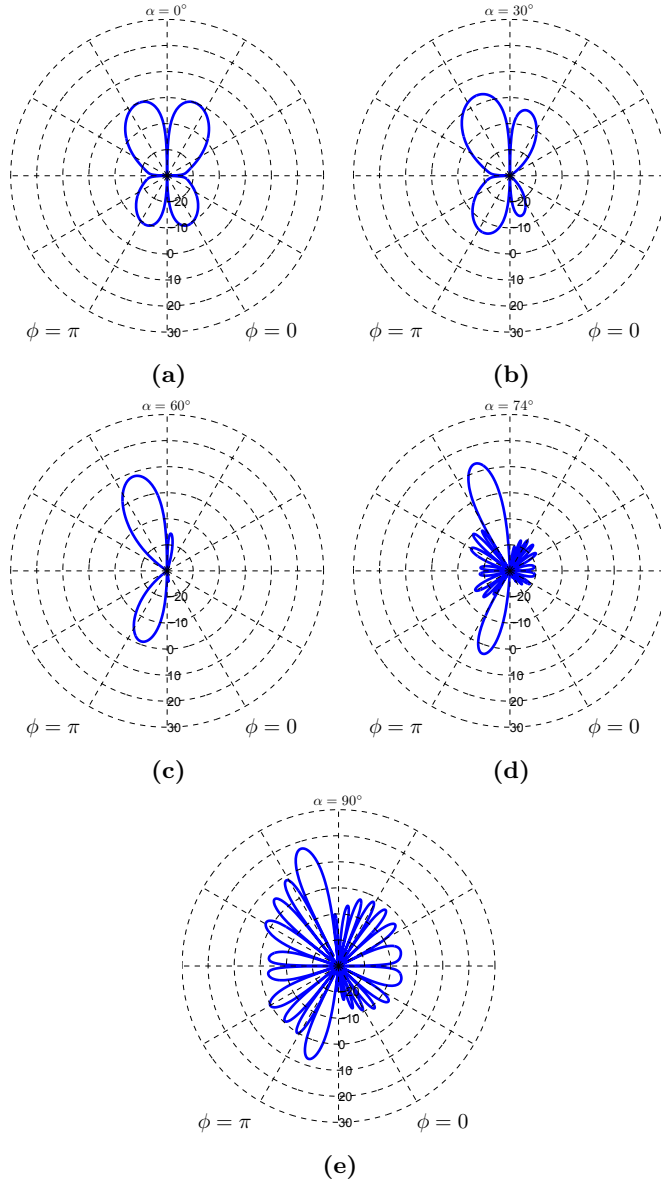 α = 0°
-20
-10
0
10
20
30
ϕ = π
ϕ = 0
(a)
α = 30°
-20
-10
0
10
20
30
ϕ = π
ϕ = 0
(b)
α = 60°
-20
-10
0
10
20
30
ϕ = π
ϕ = 0
(c)
α = 74°
-20
-10
0
10
20
30
ϕ = π
ϕ = 0
(d)
α = 90°
-20
-10
0
10
20
30
ϕ = π
ϕ = 0
(e)